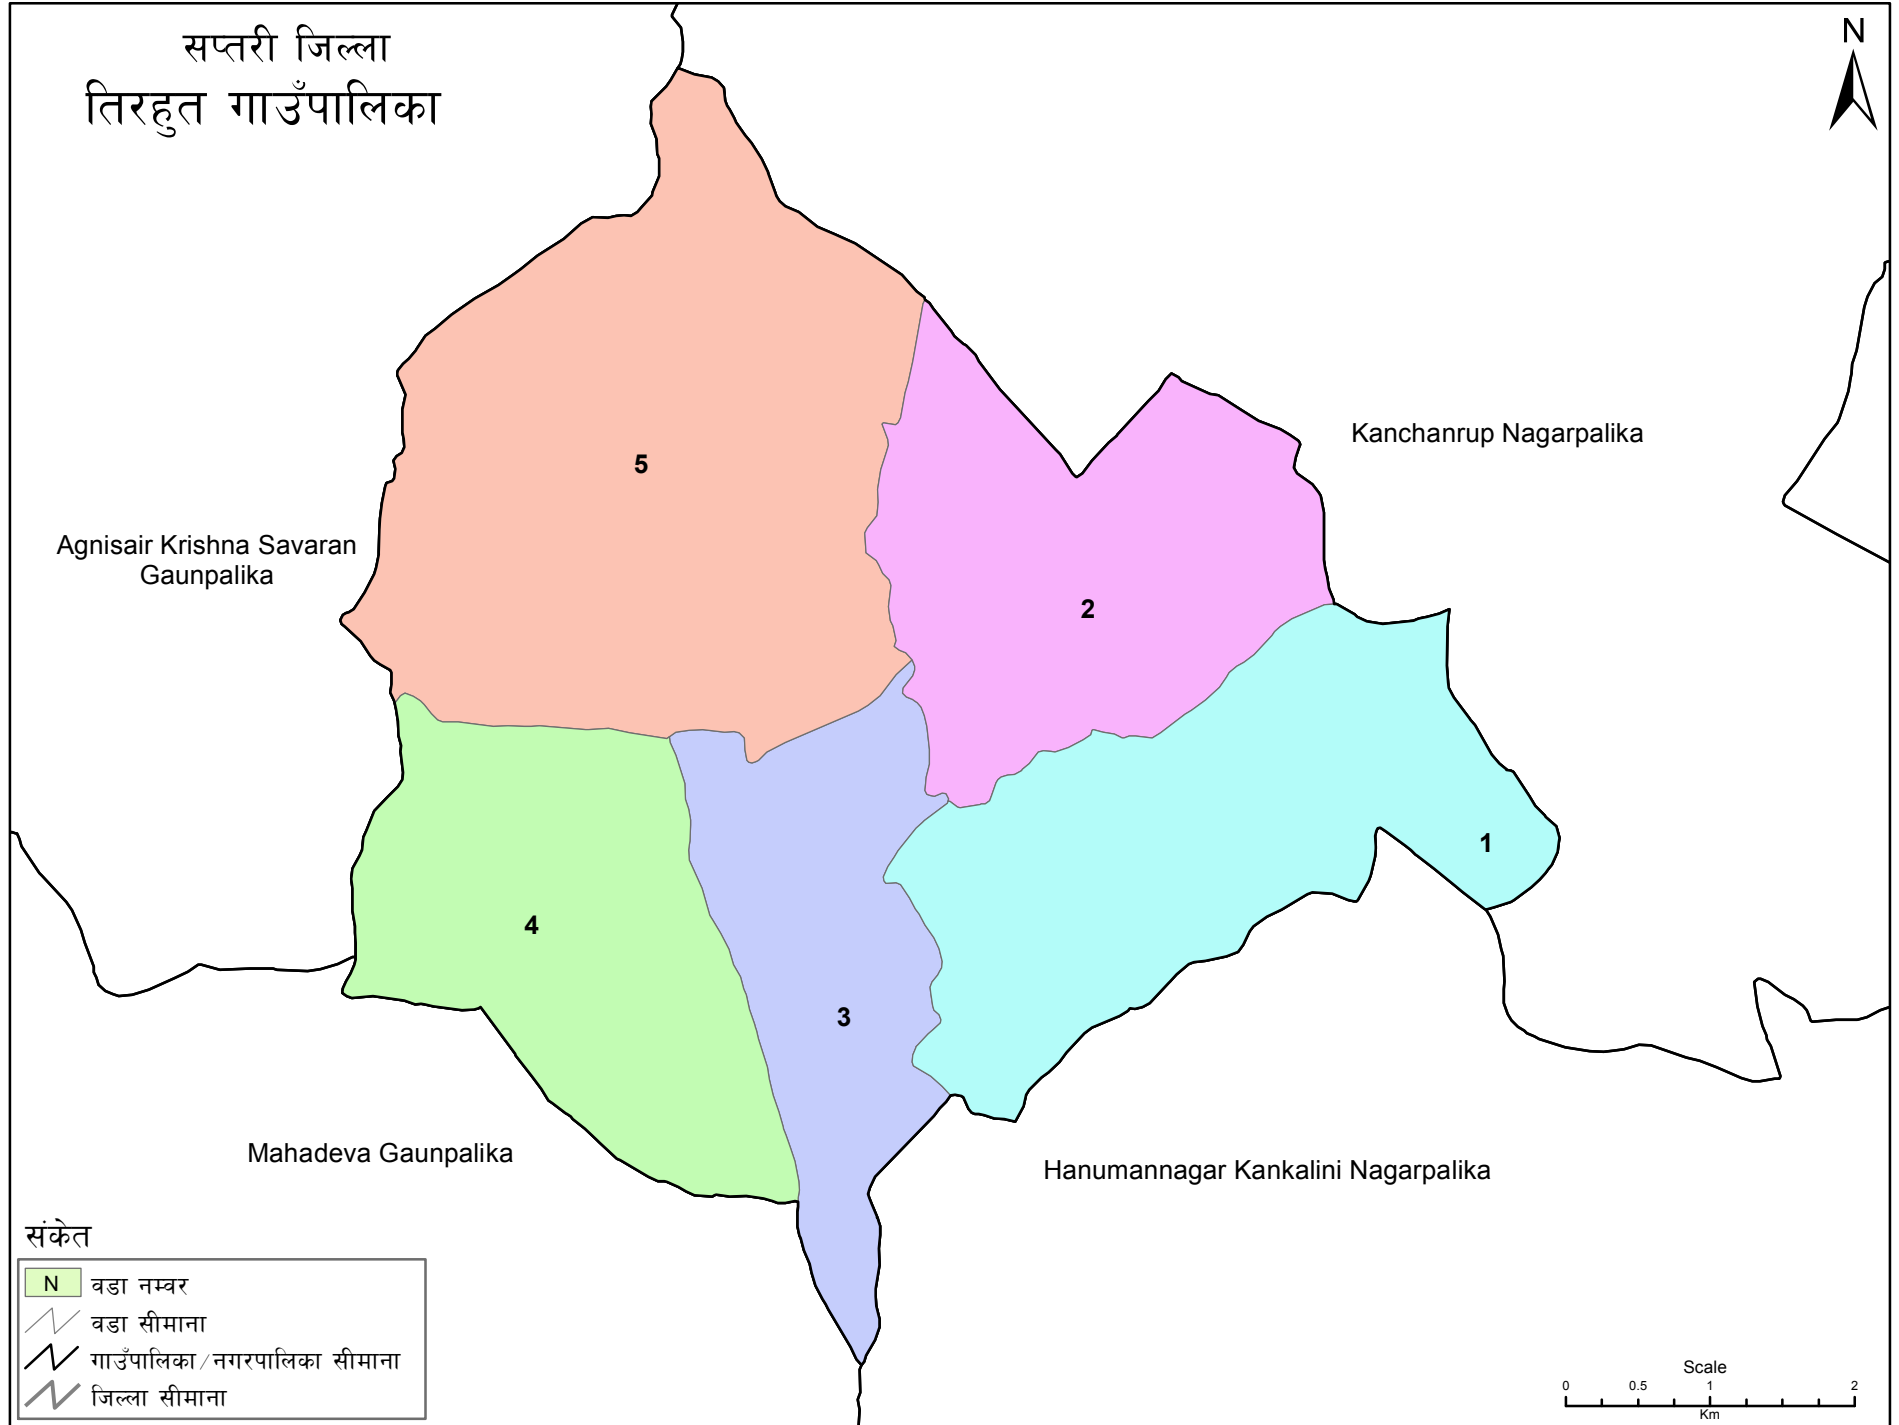 सप्तरी जिल्ला
तिरहुत गाउँपालिका
N
Kanchanrup Nagarpalika
5
Agnisair Krishna Savaran
Gaunpalika
2
1
4
3
Mahadeva Gaunpalika
Hanumannagar Kankalini Nagarpalika
संकेत
N वडा नम्बर
वडा सीमाना
गाउँपालिका/नगरपालिका सीमाना
जिल्ला सीमाना
Scale
0 0.5 1 2
Km